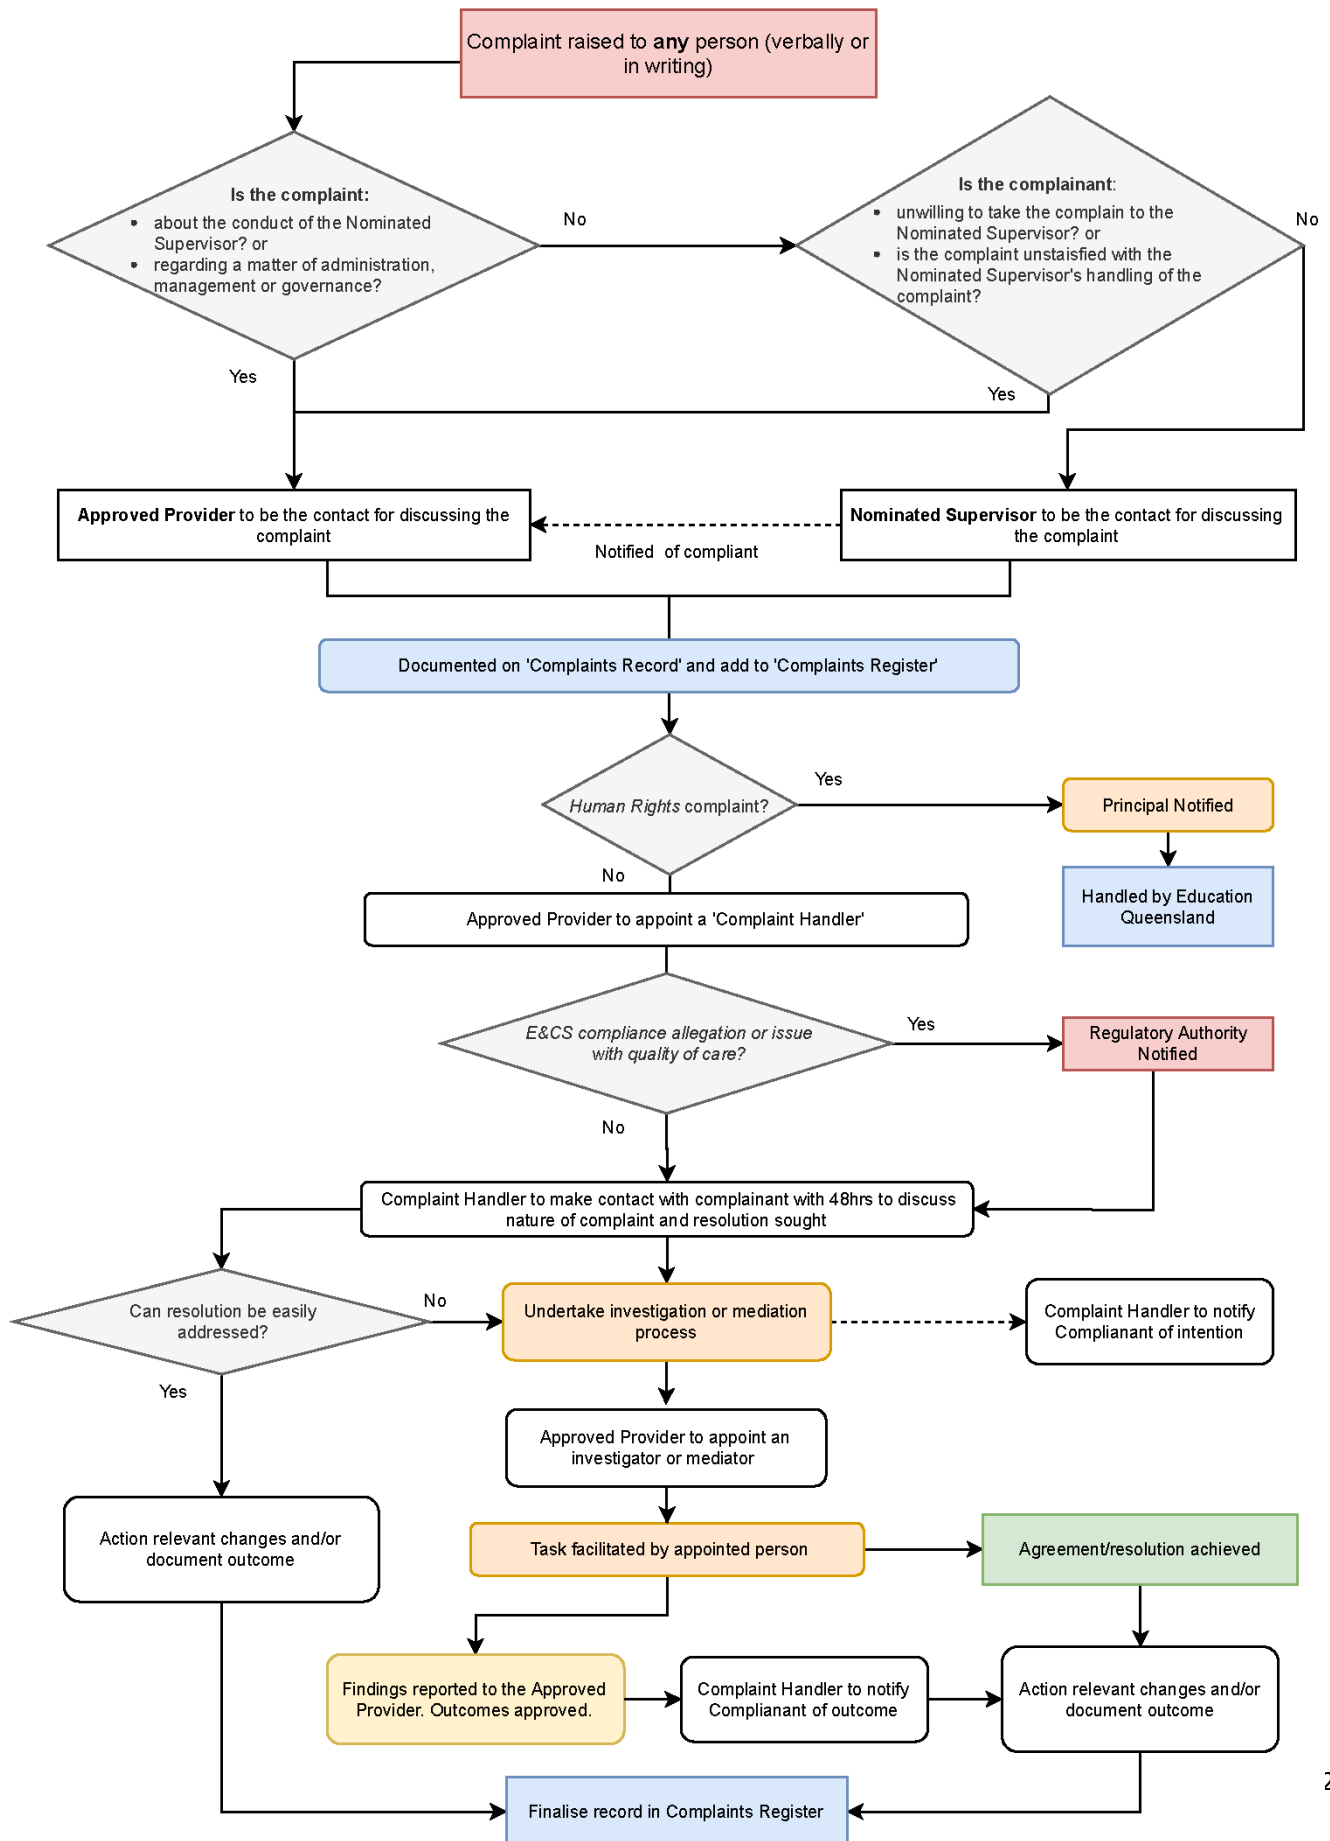 Complaint raised to any person (verbally or
in writing)
Is the complaint:
• about the conduct of the Nominated
Supervisor? or
• regarding a matter of administration,
management or governance?
No
Is the complainant:
• unwilling to take the complain to the
Nominated Supervisor? or
• is the complaint unstaisfied with the
Nominated Supervisor's handling of the
complaint?
No
Yes
Yes
Approved Provider to be the contact for discussing the
complaint
Notified of compliant
Nominated Supervisor to be the contact for discussing
the complaint
Documented on 'Complaints Record' and add to 'Complaints Register'
Human Rights complaint?
Yes
Principal Notified
Handled by Education
Queensland
No
Approved Provider to appoint a 'Complaint Handler'
E&CS compliance allegation or issue
with quality of care?
Yes
Regulatory Authority
Notified
No
Complaint Handler to make contact with complainant with 48hrs to discuss
nature of complaint and resolution sought
Can resolution be easily
addressed?
No
Undertake investigation or mediation
process
Complaint Handler to notify
Complianant of intention
Yes
Approved Provider to appoint an
investigator or mediator
Action relevant changes and/or
document outcome
Task facilitated by appointed person
Agreement/resolution achieved
Findings reported to the Approved
Provider. Outcomes approved.
Complaint Handler to notify
Complianant of outcome
Action relevant changes and/or
document outcome
Finalise record in Complaints Register